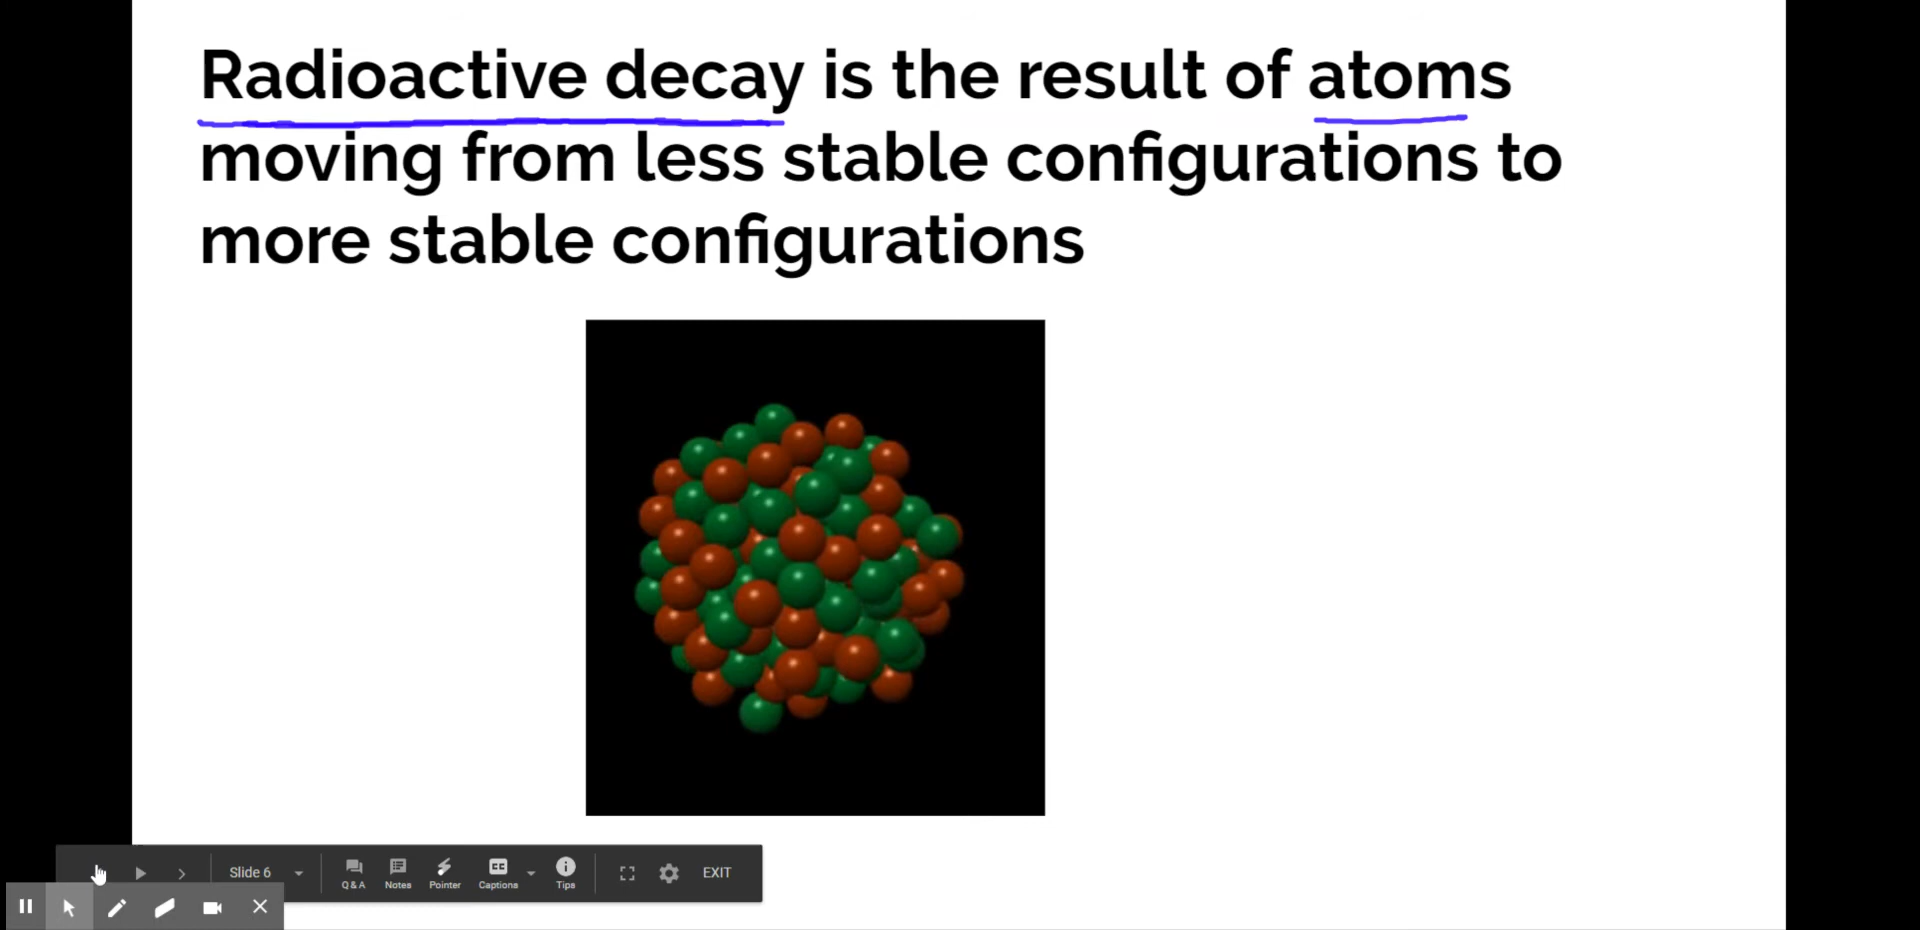 Radioactive decay is the result of atoms
moving from less stable configurations to
more stable configurations
Slide 6
Q & A
Notes
Pointer
CC
Captions
Tips
EXIT